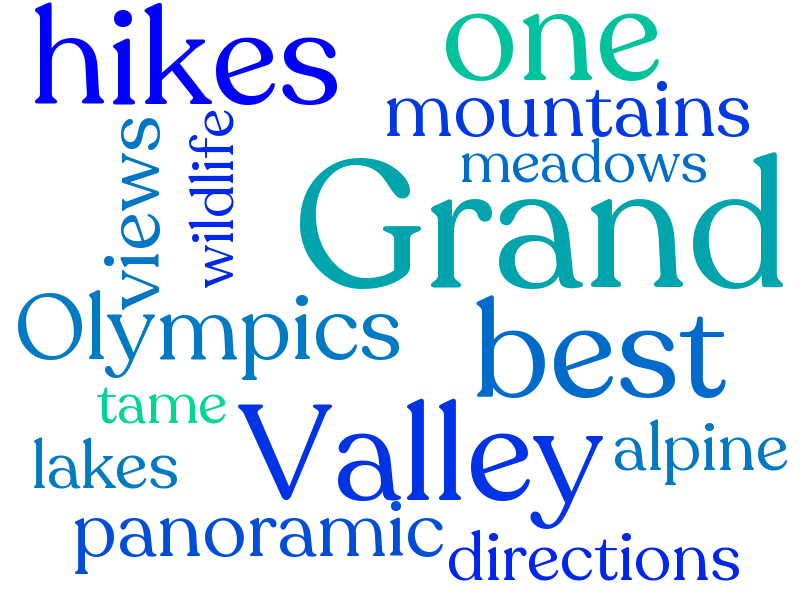 hikes
one
mountains
views
wildlife
meadows
Grand
Olympics
best
tame
Valley
alpine
lakes
panoramic
directions